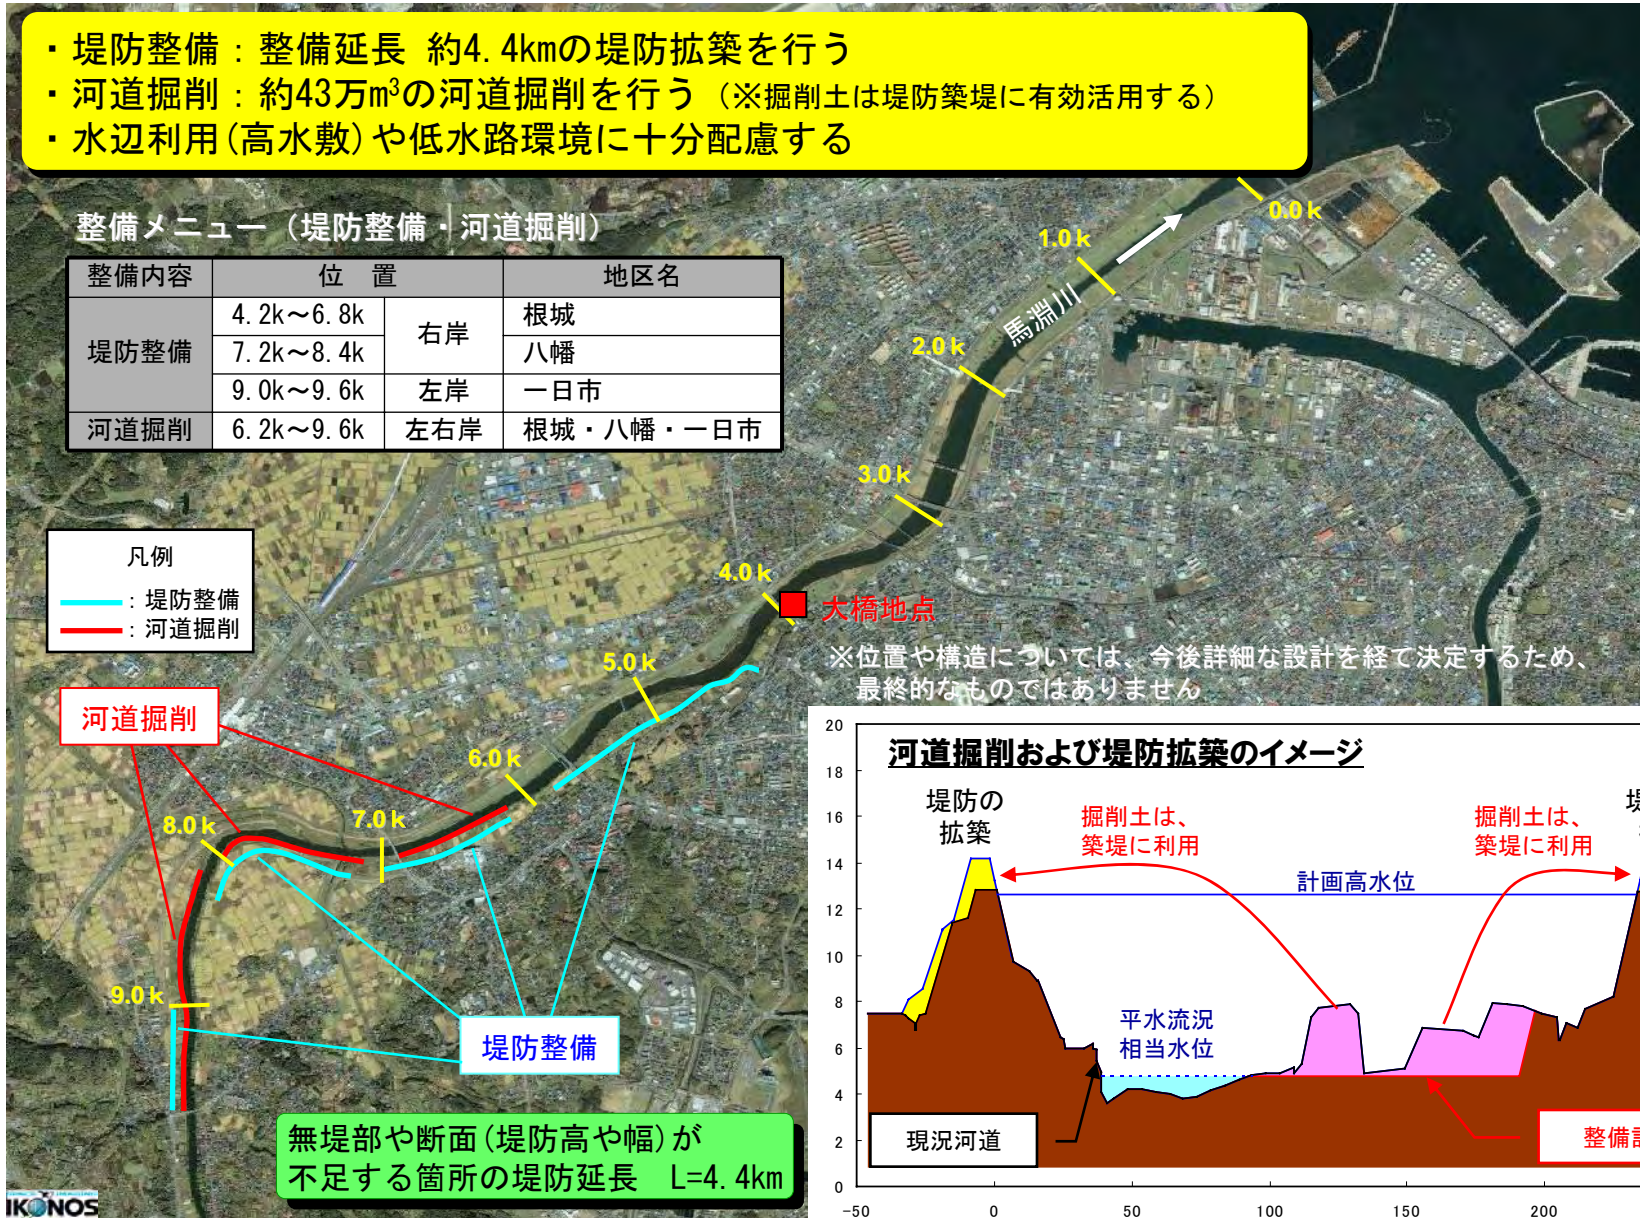 ・堤防整備：整備延長 約4.4kmの堤防拡築を行う
・河道掘削：約43万m³の河道掘削を行う（※掘削土は堤防築堤に有効活用する）
・水辺利用(高水敷)や低水路環境に十分配慮する
整備メニュー（堤防整備・河道掘削）
整備内容 位 置 地区名
堤防整備 4.2k～6.8k 右岸 根城
7.2k～8.4k 八幡
9.0k～9.6k 左岸 一日市
河道掘削 6.2k～9.6k 左右岸 根城・八幡・一日市
0.0k
1.0k
馬淵川
2.0k
3.0k
4.0k
大橋地点
5.0k
6.0k
7.0k
8.0k
9.0k
凡例
：堤防整備
：河道掘削
河道掘削
堤防整備
※位置や構造については、今後詳細な設計を経て決定するため、
最終的なものではありません
無堤部や断面(堤防高や幅)が
不足する箇所の堤防延長 L=4.4km
IKONOS
河道掘削および堤防拡築のイメージ
堤防の
拡築
掘削土は、
築堤に利用
掘削土は、
築堤に利用
計画高水位
平水流況
相当水位
現況河道
整備
20
18
16
14
12
10
8
6
4
2
0
-50 0 50 100 150 200